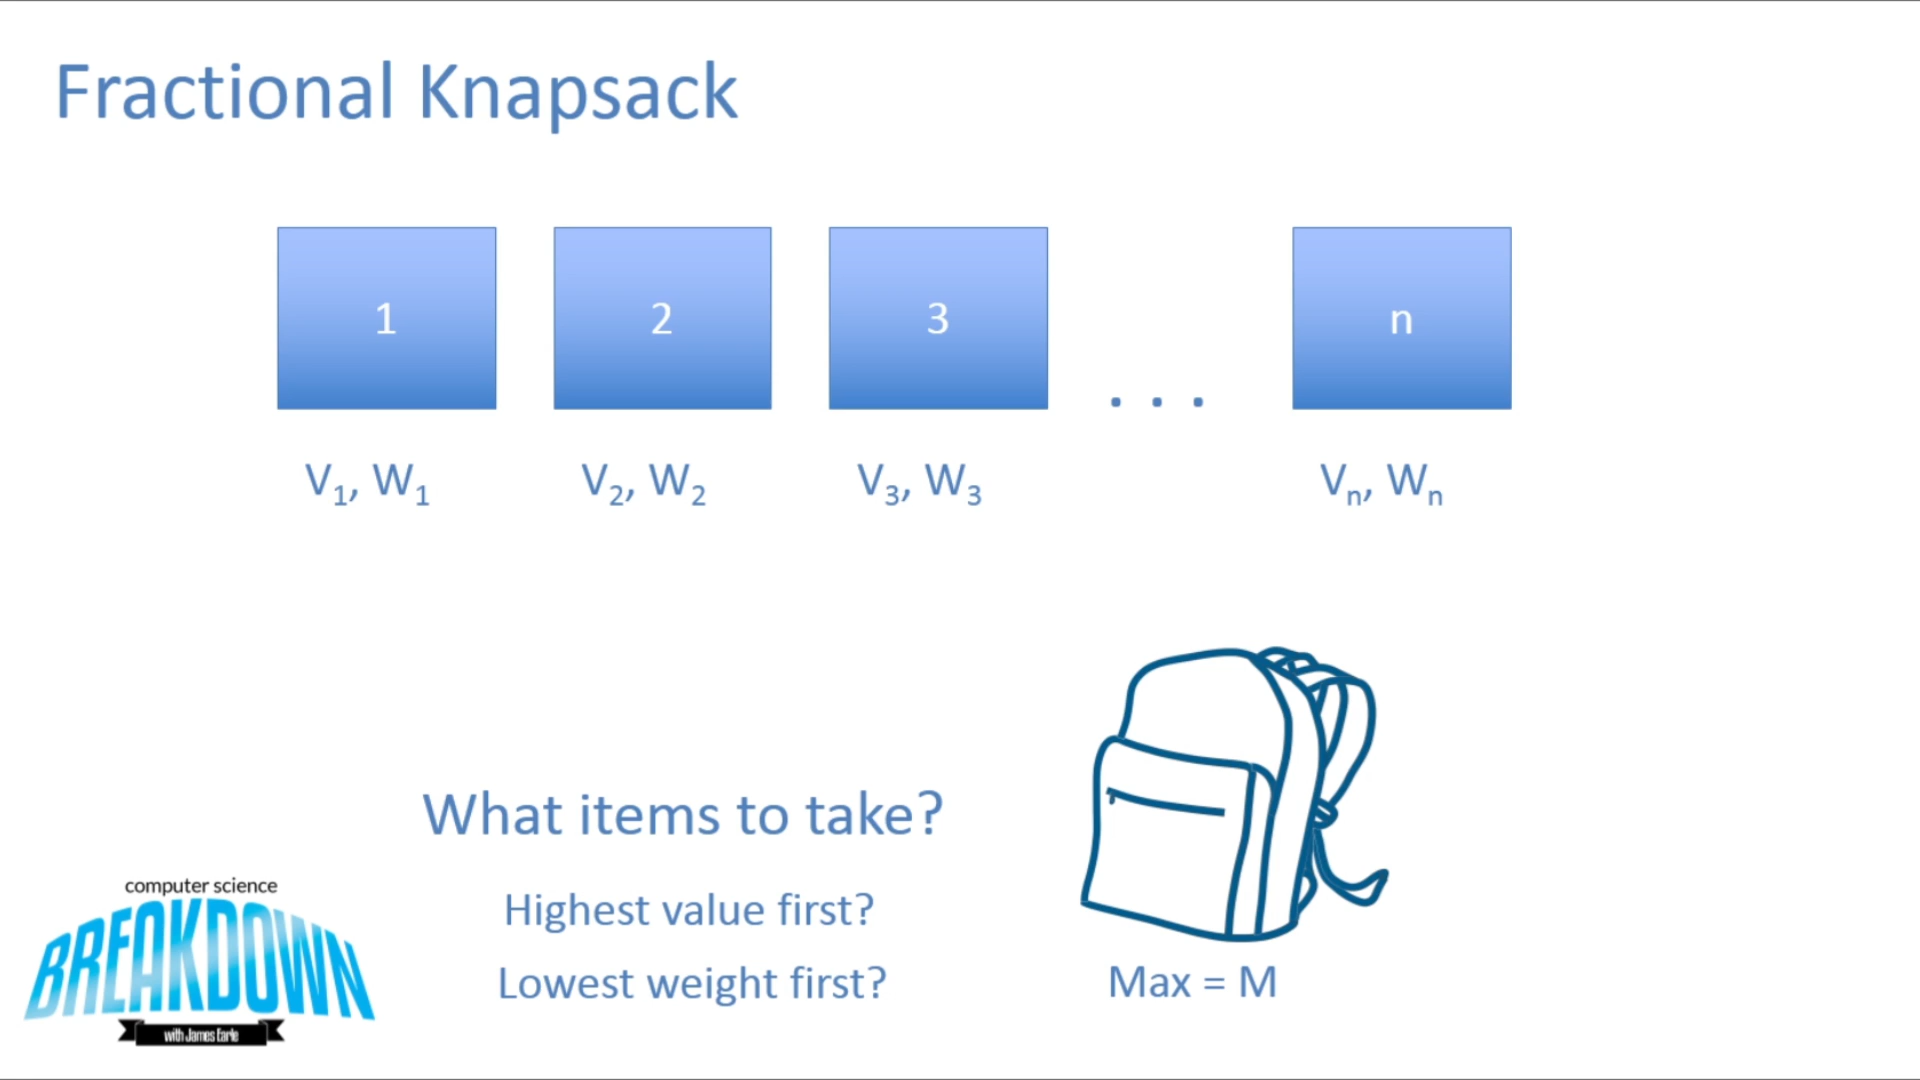 Fractional Knapsack
1 2 3 . . . n
V1, W1 V2, W2 V3, W3 Vn, Wn
What items to take?
Highest value first?
Lowest weight first?
Max = M
computer science
BREAKDOWN
with James Earle